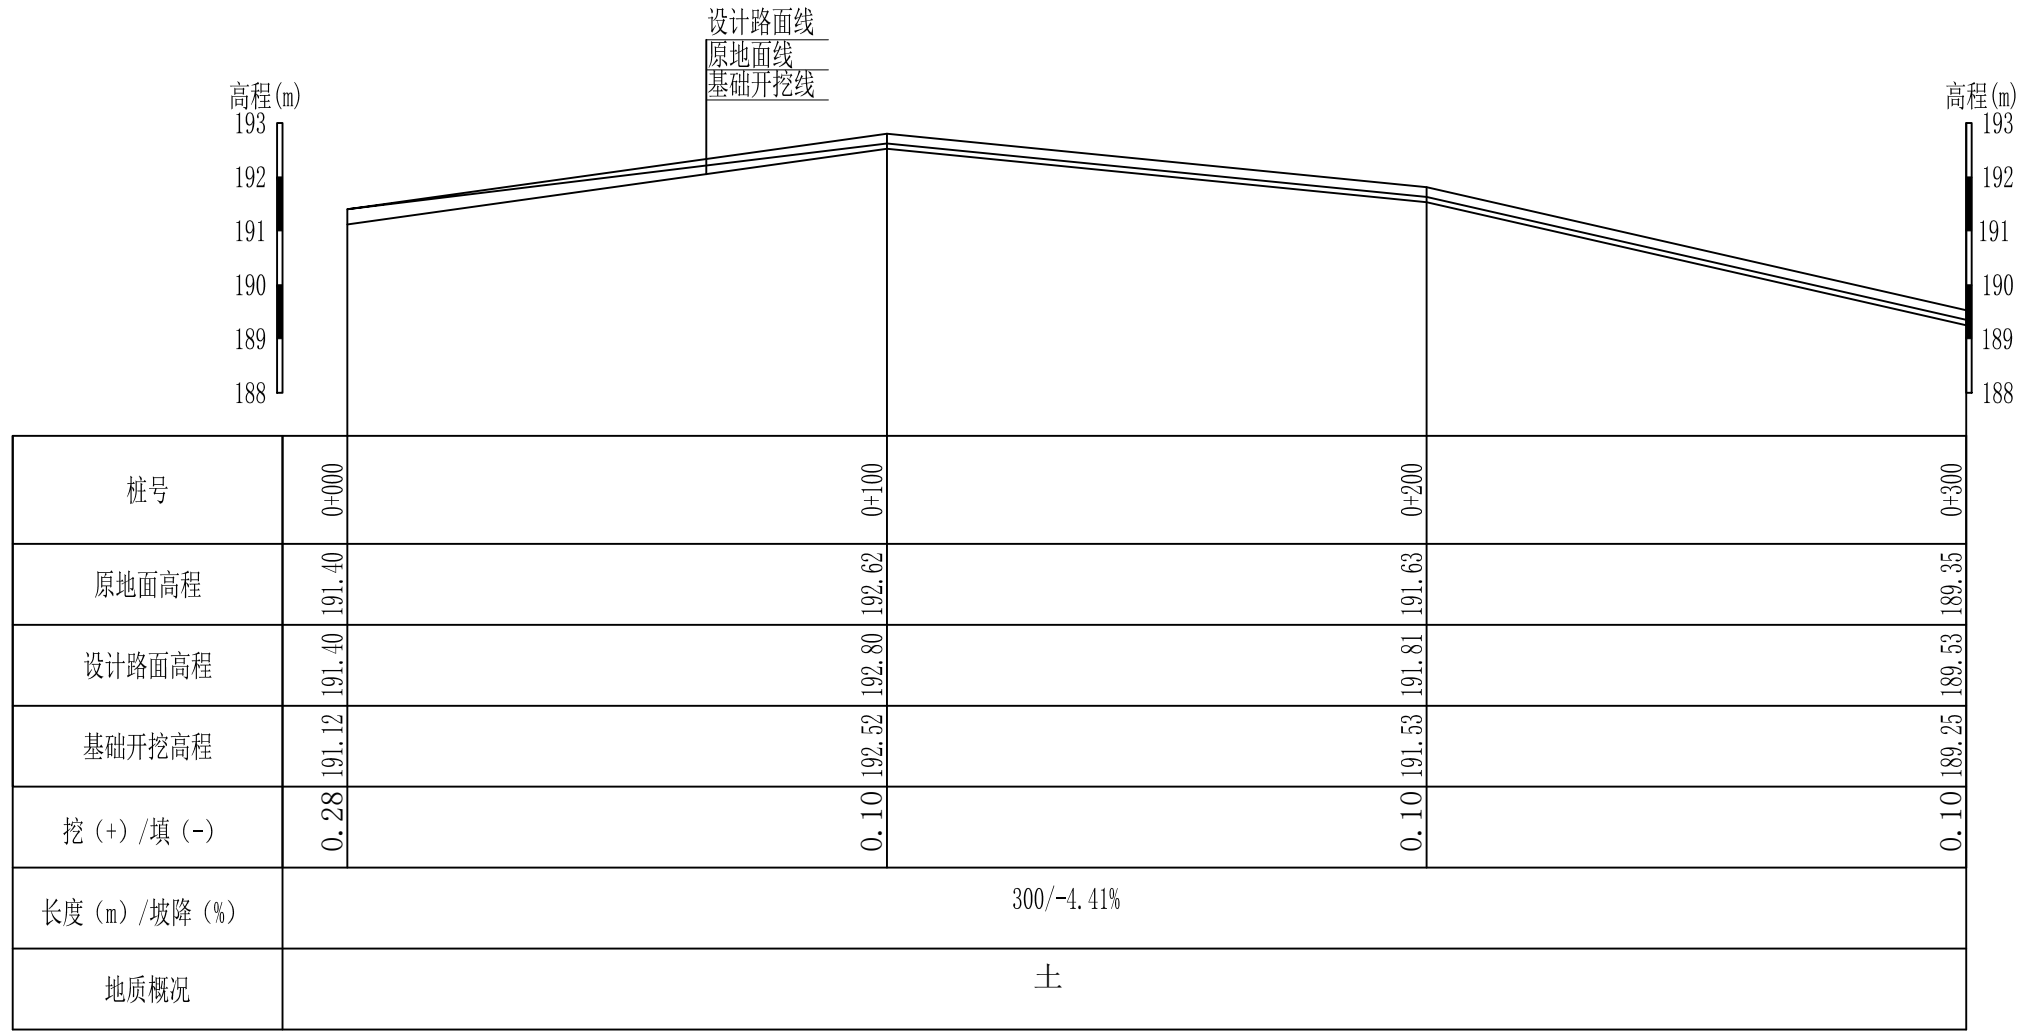 设计路面线
原地面线
基础开挖线
高程(m)
193
192
191
190
189
188
高程(m)
193
192
191
190
189
188
桩号 0+000 0+100 0+200 0+300
原地面高程 191.40 192.62 191.63 189.35
设计路面高程 191.40 192.80 191.81 189.53
基础开挖高程 191.12 192.52 191.53 189.25
挖（+）/填（-） 0.28 0.10 0.10 0.10
长度（m）/坡降（%） 300/-4.41%
地质概况 土